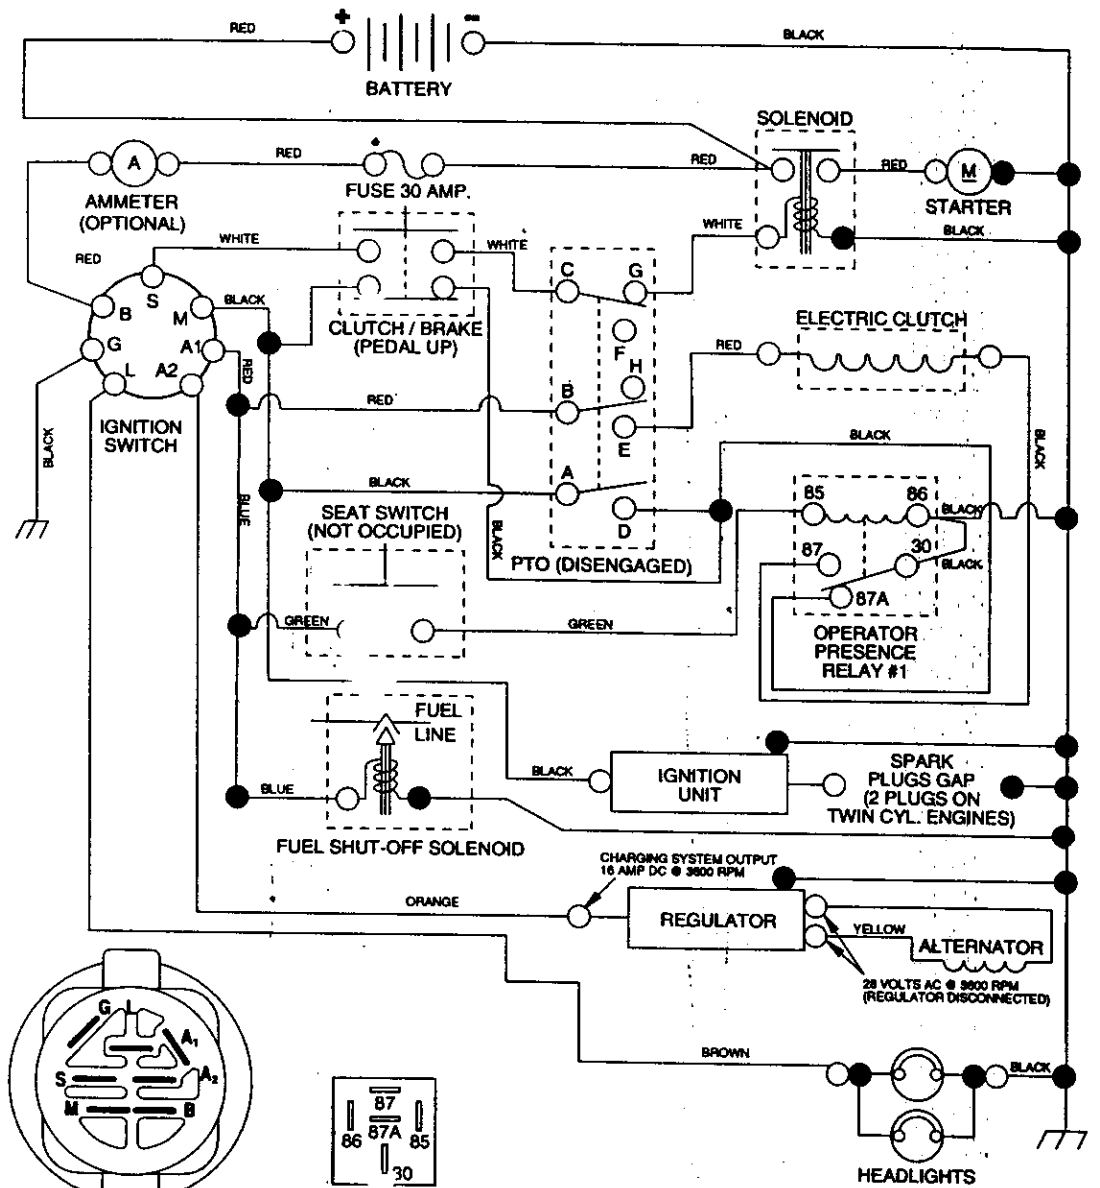 +
-
RED
BLACK
BATTERY
SOLENOID
A
RED
RED
RED
M
AMMETER
(OPTIONAL)
FUSE 30 AMP.
STARTER
WHITE
WHITE
WHITE
BLACK
RED
S
B
M
BLACK
G
A1
L
A2
C
G
CLUTCH / BRAKE
(PEDAL UP)
ELECTRIC CLUTCH
F
RED
H
RED
RED
B
E
IGNITION
SWITCH
BLACK
BLACK
BLACK
A
BLACK
85
86
BLUE
BLACK
SEAT SWITCH
(NOT OCCUPIED)
BLACK
D
PTO (DISENGAGED)
87
30
BLACK
87A
GREEN
GREEN
OPERATOR
PRESENCE
RELAY #1
FUEL
LINE
BLUE
BLACK
IGNITION
UNIT
SPARK
PLUGS GAP
(2 PLUGS ON
TWIN CYL. ENGINES)
FUEL SHUT-OFF SOLENOID
CHARGING SYSTEM OUTPUT
16 AMP DC @ 3600 RPM
ORANGE
REGULATOR
YELLOW
ALTERNATOR
28 VOLTS AC @ 3600 RPM
(REGULATOR DISCONNECTED)
G
L
A1
S
A2
M
B
BROWN
BLACK
87
87A
86
85
30
HEADLIGHTS